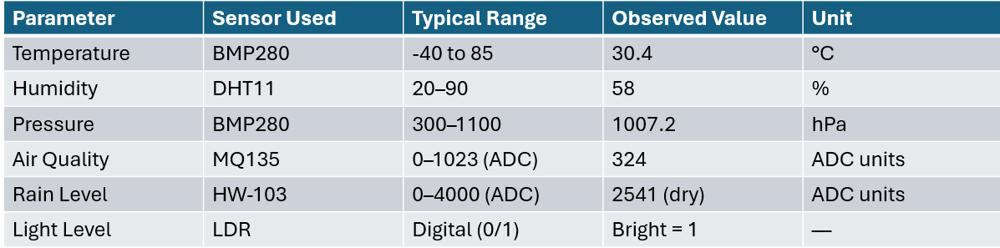 Parameter Sensor Used Typical Range Observed Value Unit
Temperature BMP280 -40 to 85 30.4 °C
Humidity DHT11 20–90 58 %
Pressure BMP280 300–1100 1007.2 hPa
Air Quality MQ135 0–1023 (ADC) 324 ADC units
Rain Level HW-103 0–4000 (ADC) 2541 (dry) ADC units
Light Level LDR Digital (0/1) Bright = 1 —